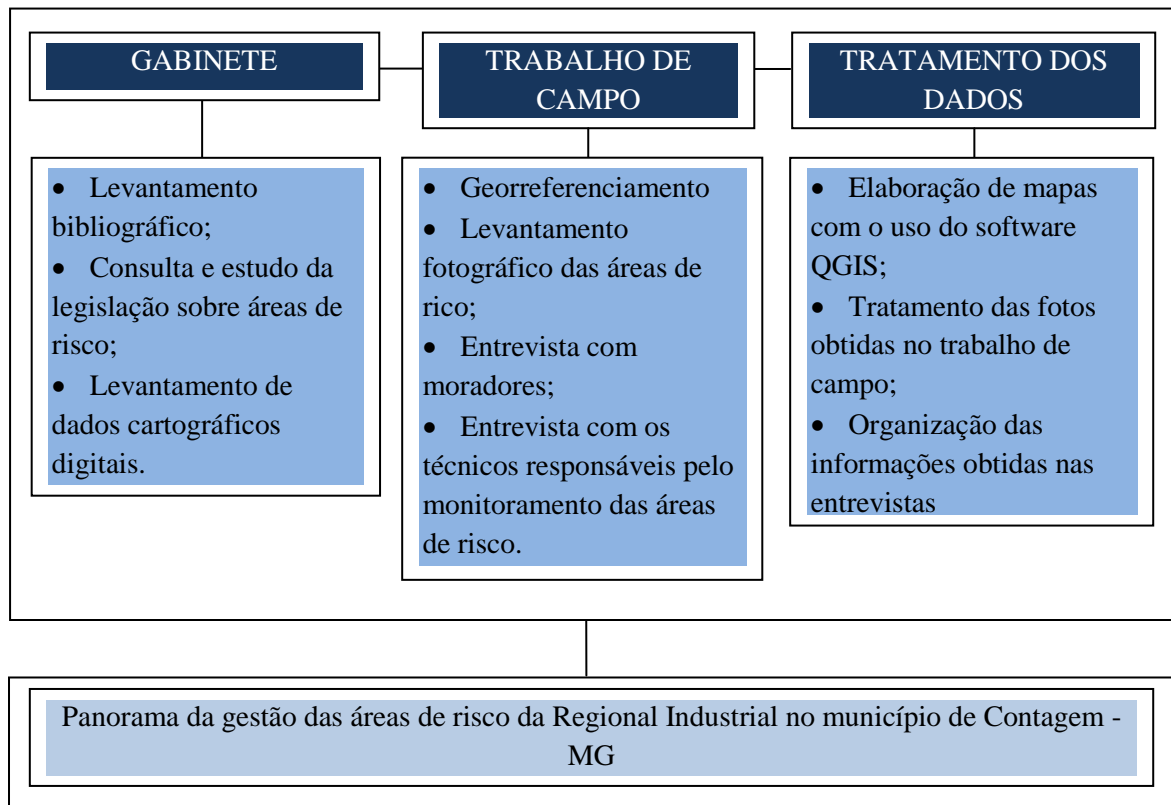 GABINETE
TRABALHO DE
CAMPO
TRATAMENTO DOS
DADOS
• Levantamento
bibliográfico;
• Consulta e estudo da
legislação sobre áreas de
risco;
• Levantamento de
dados cartográficos
digitais.
• Georreferenciamento
• Levantamento
fotográfico das áreas de
rico;
• Entrevista com
moradores;
• Entrevista com os
técnicos responsáveis pelo
monitoramento das áreas
de risco.
• Elaboração de mapas
com o uso do software
QGIS;
• Tratamento das fotos
obtidas no trabalho de
campo;
• Organização das
informações obtidas nas
entrevistas
Panorama da gestão das áreas de risco da Regional Industrial no município de Contagem -
MG